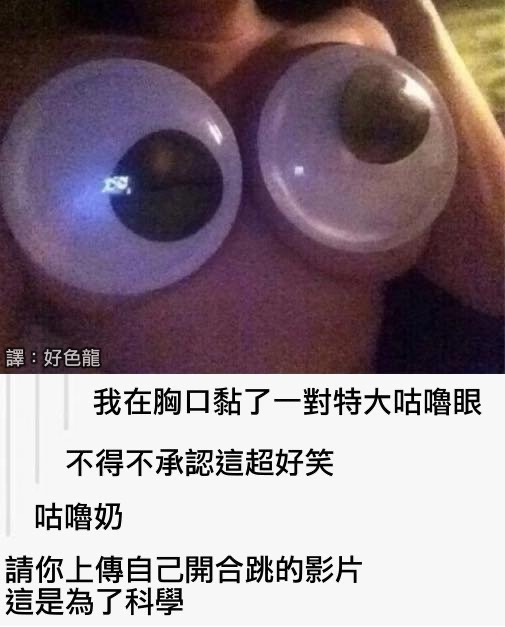 譯：好色龍
我在胸口黏了一對特大咕嚕眼
不得不承認這超好笑
咕嚕奶
請你上傳自己開合跳的影片
這是為了科學